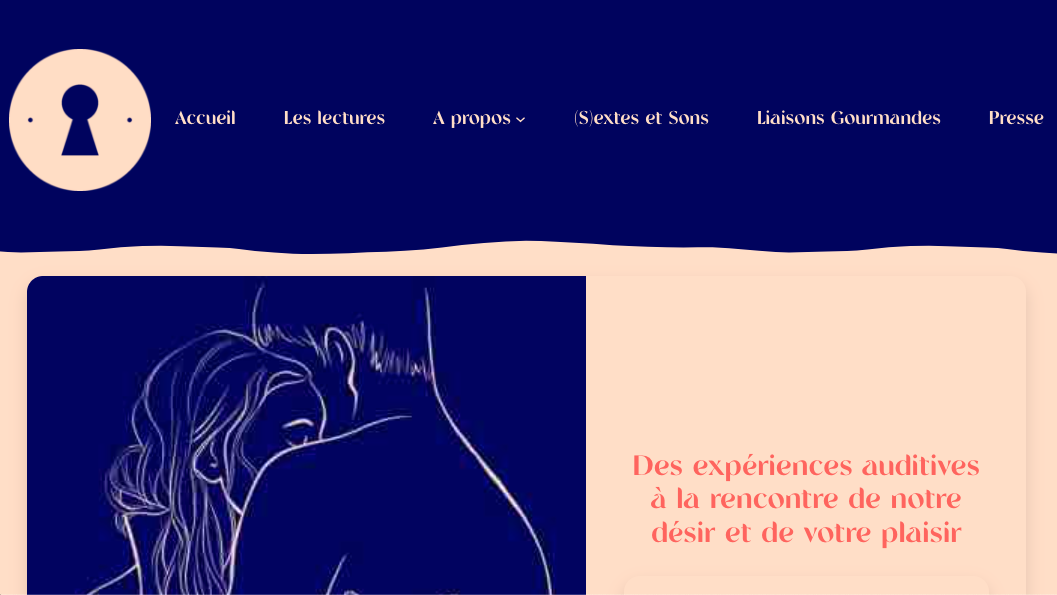 Accueil Les lectures A propos (S)extes et Sons Liaisons Gourmandes Presse
Des expériences auditives
à la rencontre de notre
désir et de votre plaisir